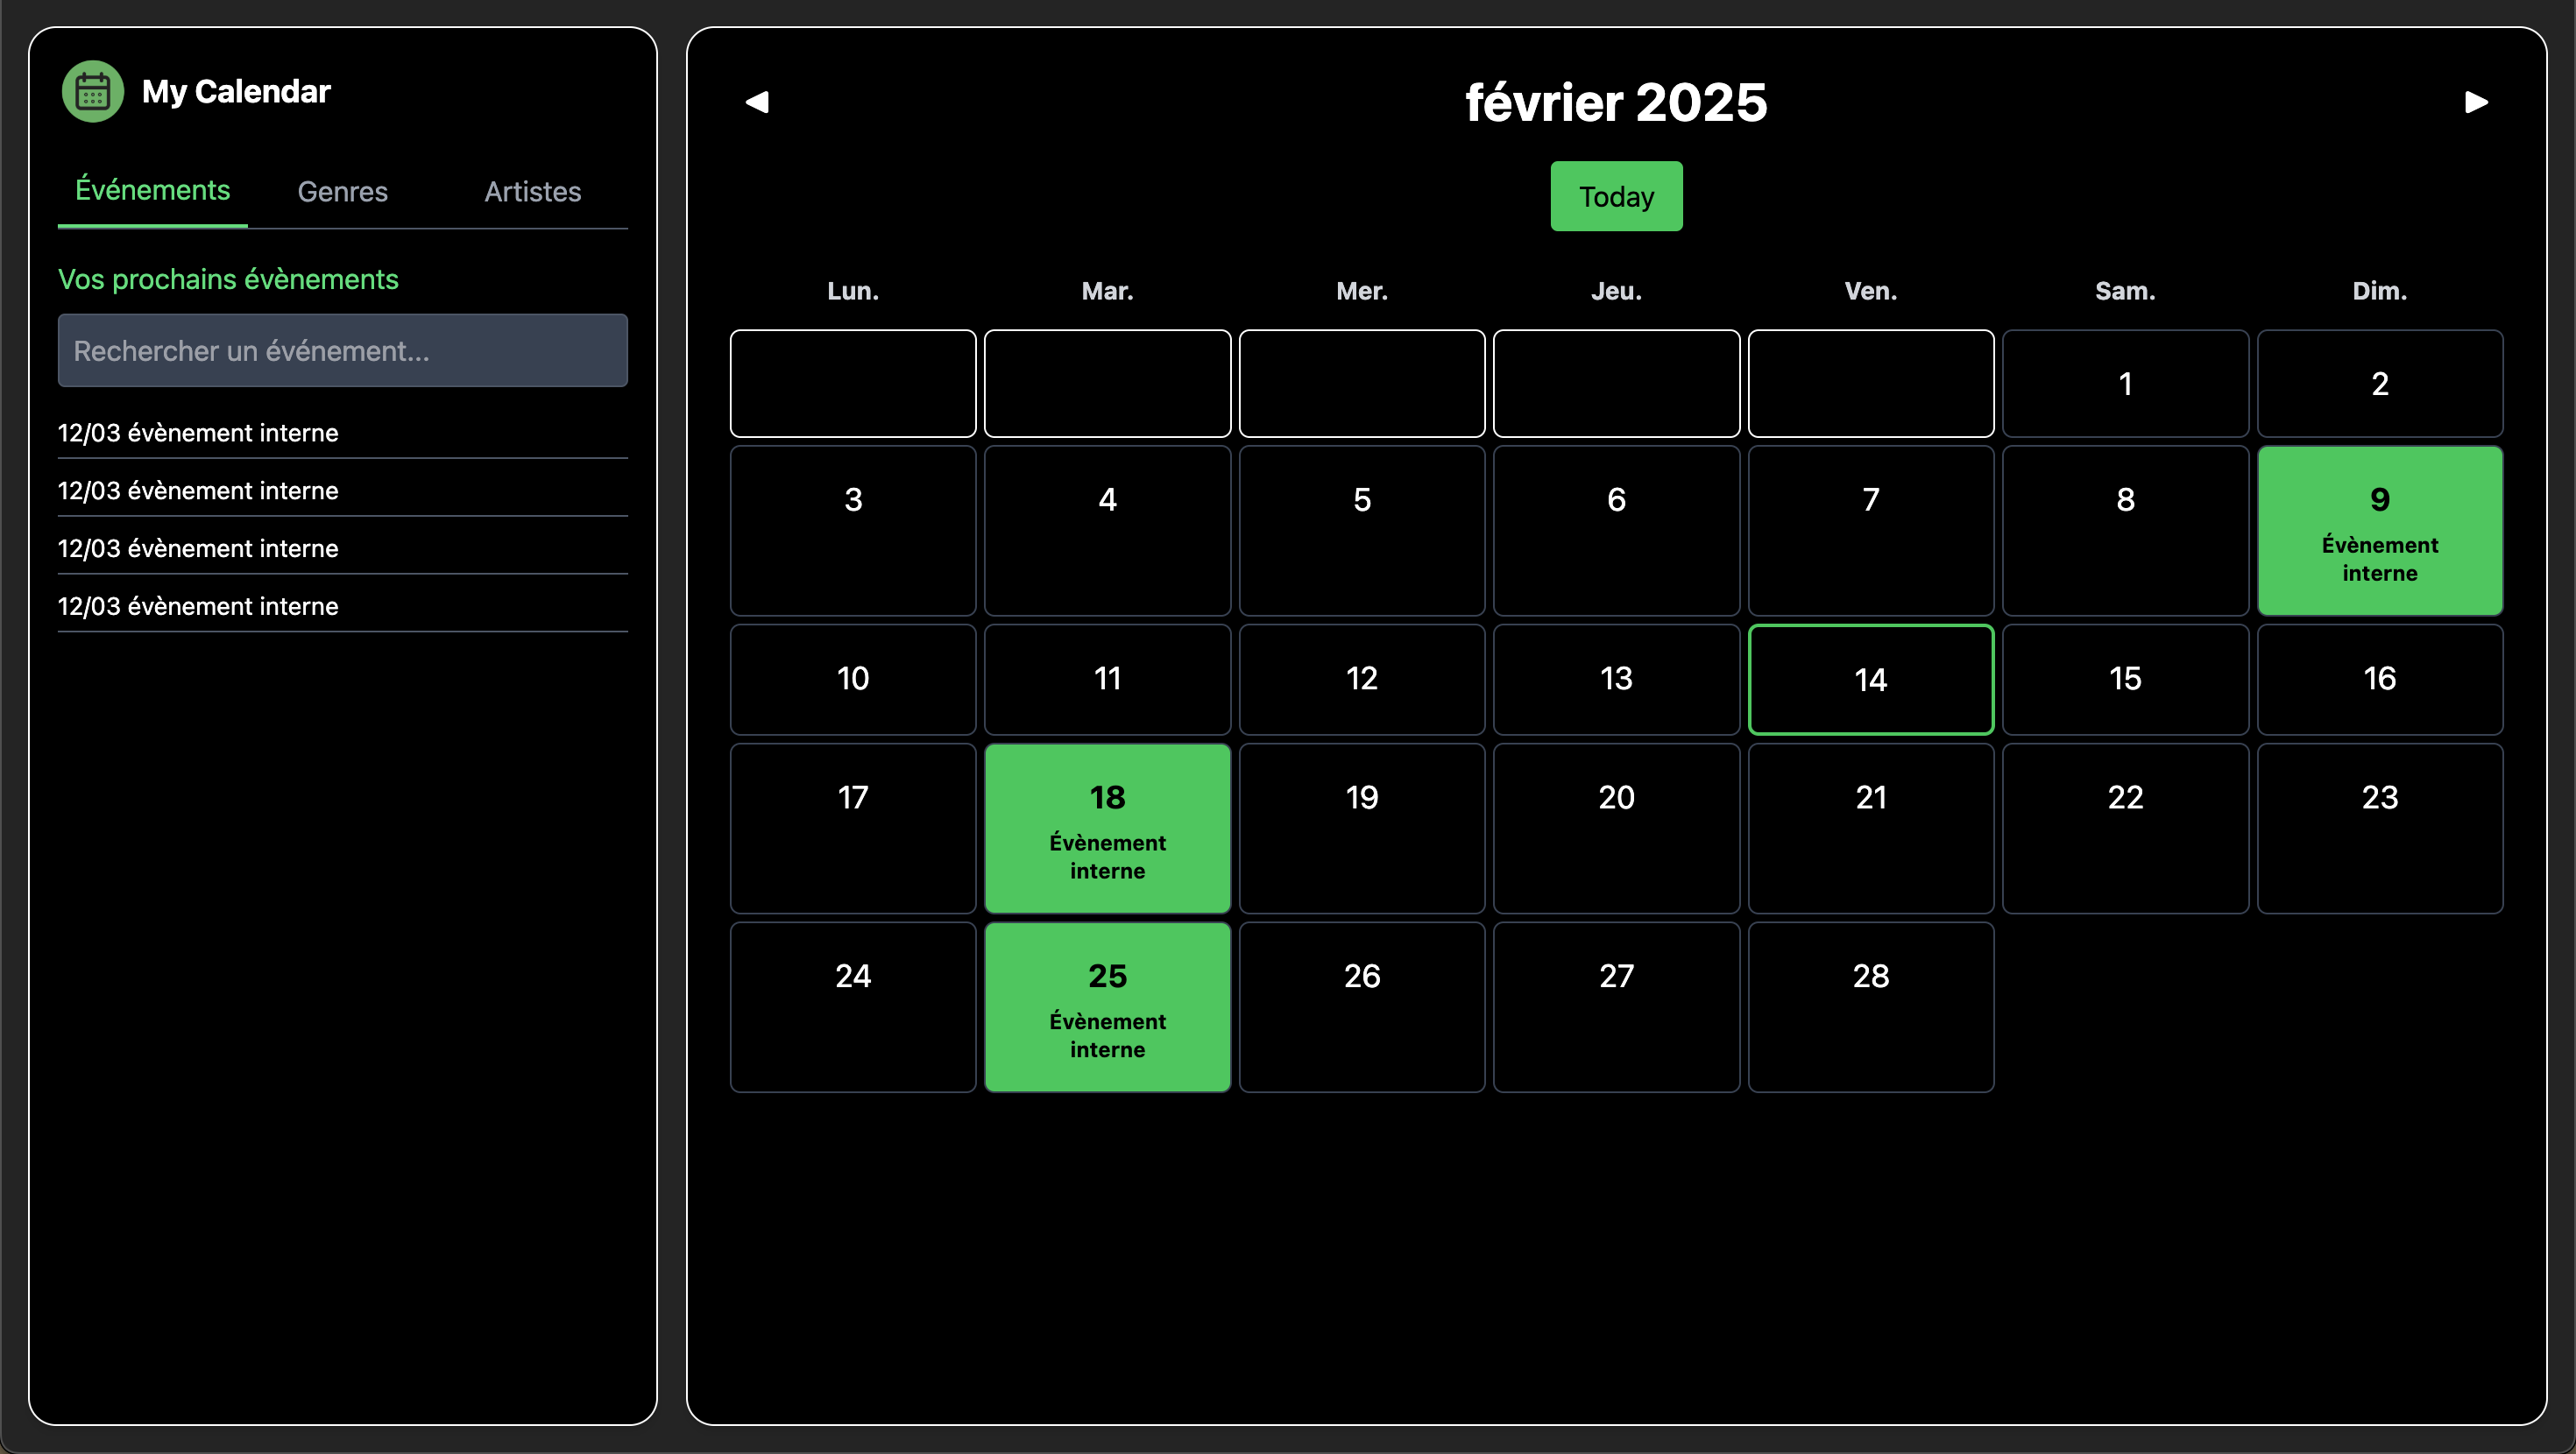 My Calendar
Événements Genres Artistes
Vos prochains évènements
Rechercher un événement...
12/03 évènement interne
12/03 évènement interne
12/03 évènement interne
12/03 évènement interne
février 2025
Today
Lun. Mar. Mer. Jeu. Ven. Sam. Dim.
1 2
3 4 5 6 7 8 9
Évènement
interne
10 11 12 13 14 15 16
17 18 19 20 21 22 23
Évènement
interne
24 25 26 27 28
Évènement
interne